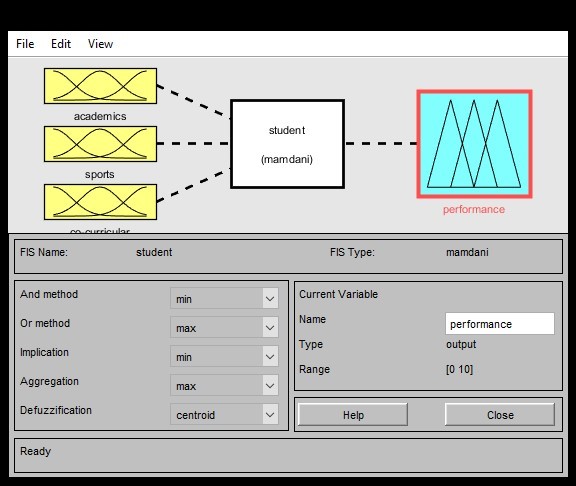 File Edit View
academics
student
(mamdani)
sports
co-curricular
performance
FIS Name: student FIS Type: mamdani
And method min
Or method max
Implication min
Aggregation max
Defuzzification centroid
Current Variable
Name performance
Type output
Range [0 10]
Help Close
Ready